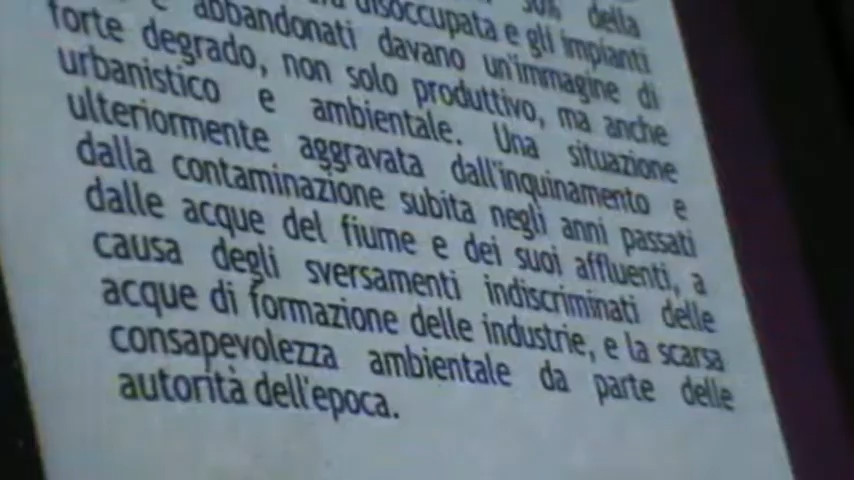 30% della
disoccupata e gli impianti
e abbandonati davano un'immagine di
forte degrado, non solo produttivo, ma anche
urbanistico e ambientale. Una situazione
ulteriormente aggravata dall'inquinamento e
dalla contaminazione subita negli anni passati
dalle acque del fiume e dei suoi affluenti, a
causa degli sversamenti indiscriminati delle
acque di formazione delle industrie, e la scarsa
consapevolezza ambientale da parte delle
autorità dell'epoca.